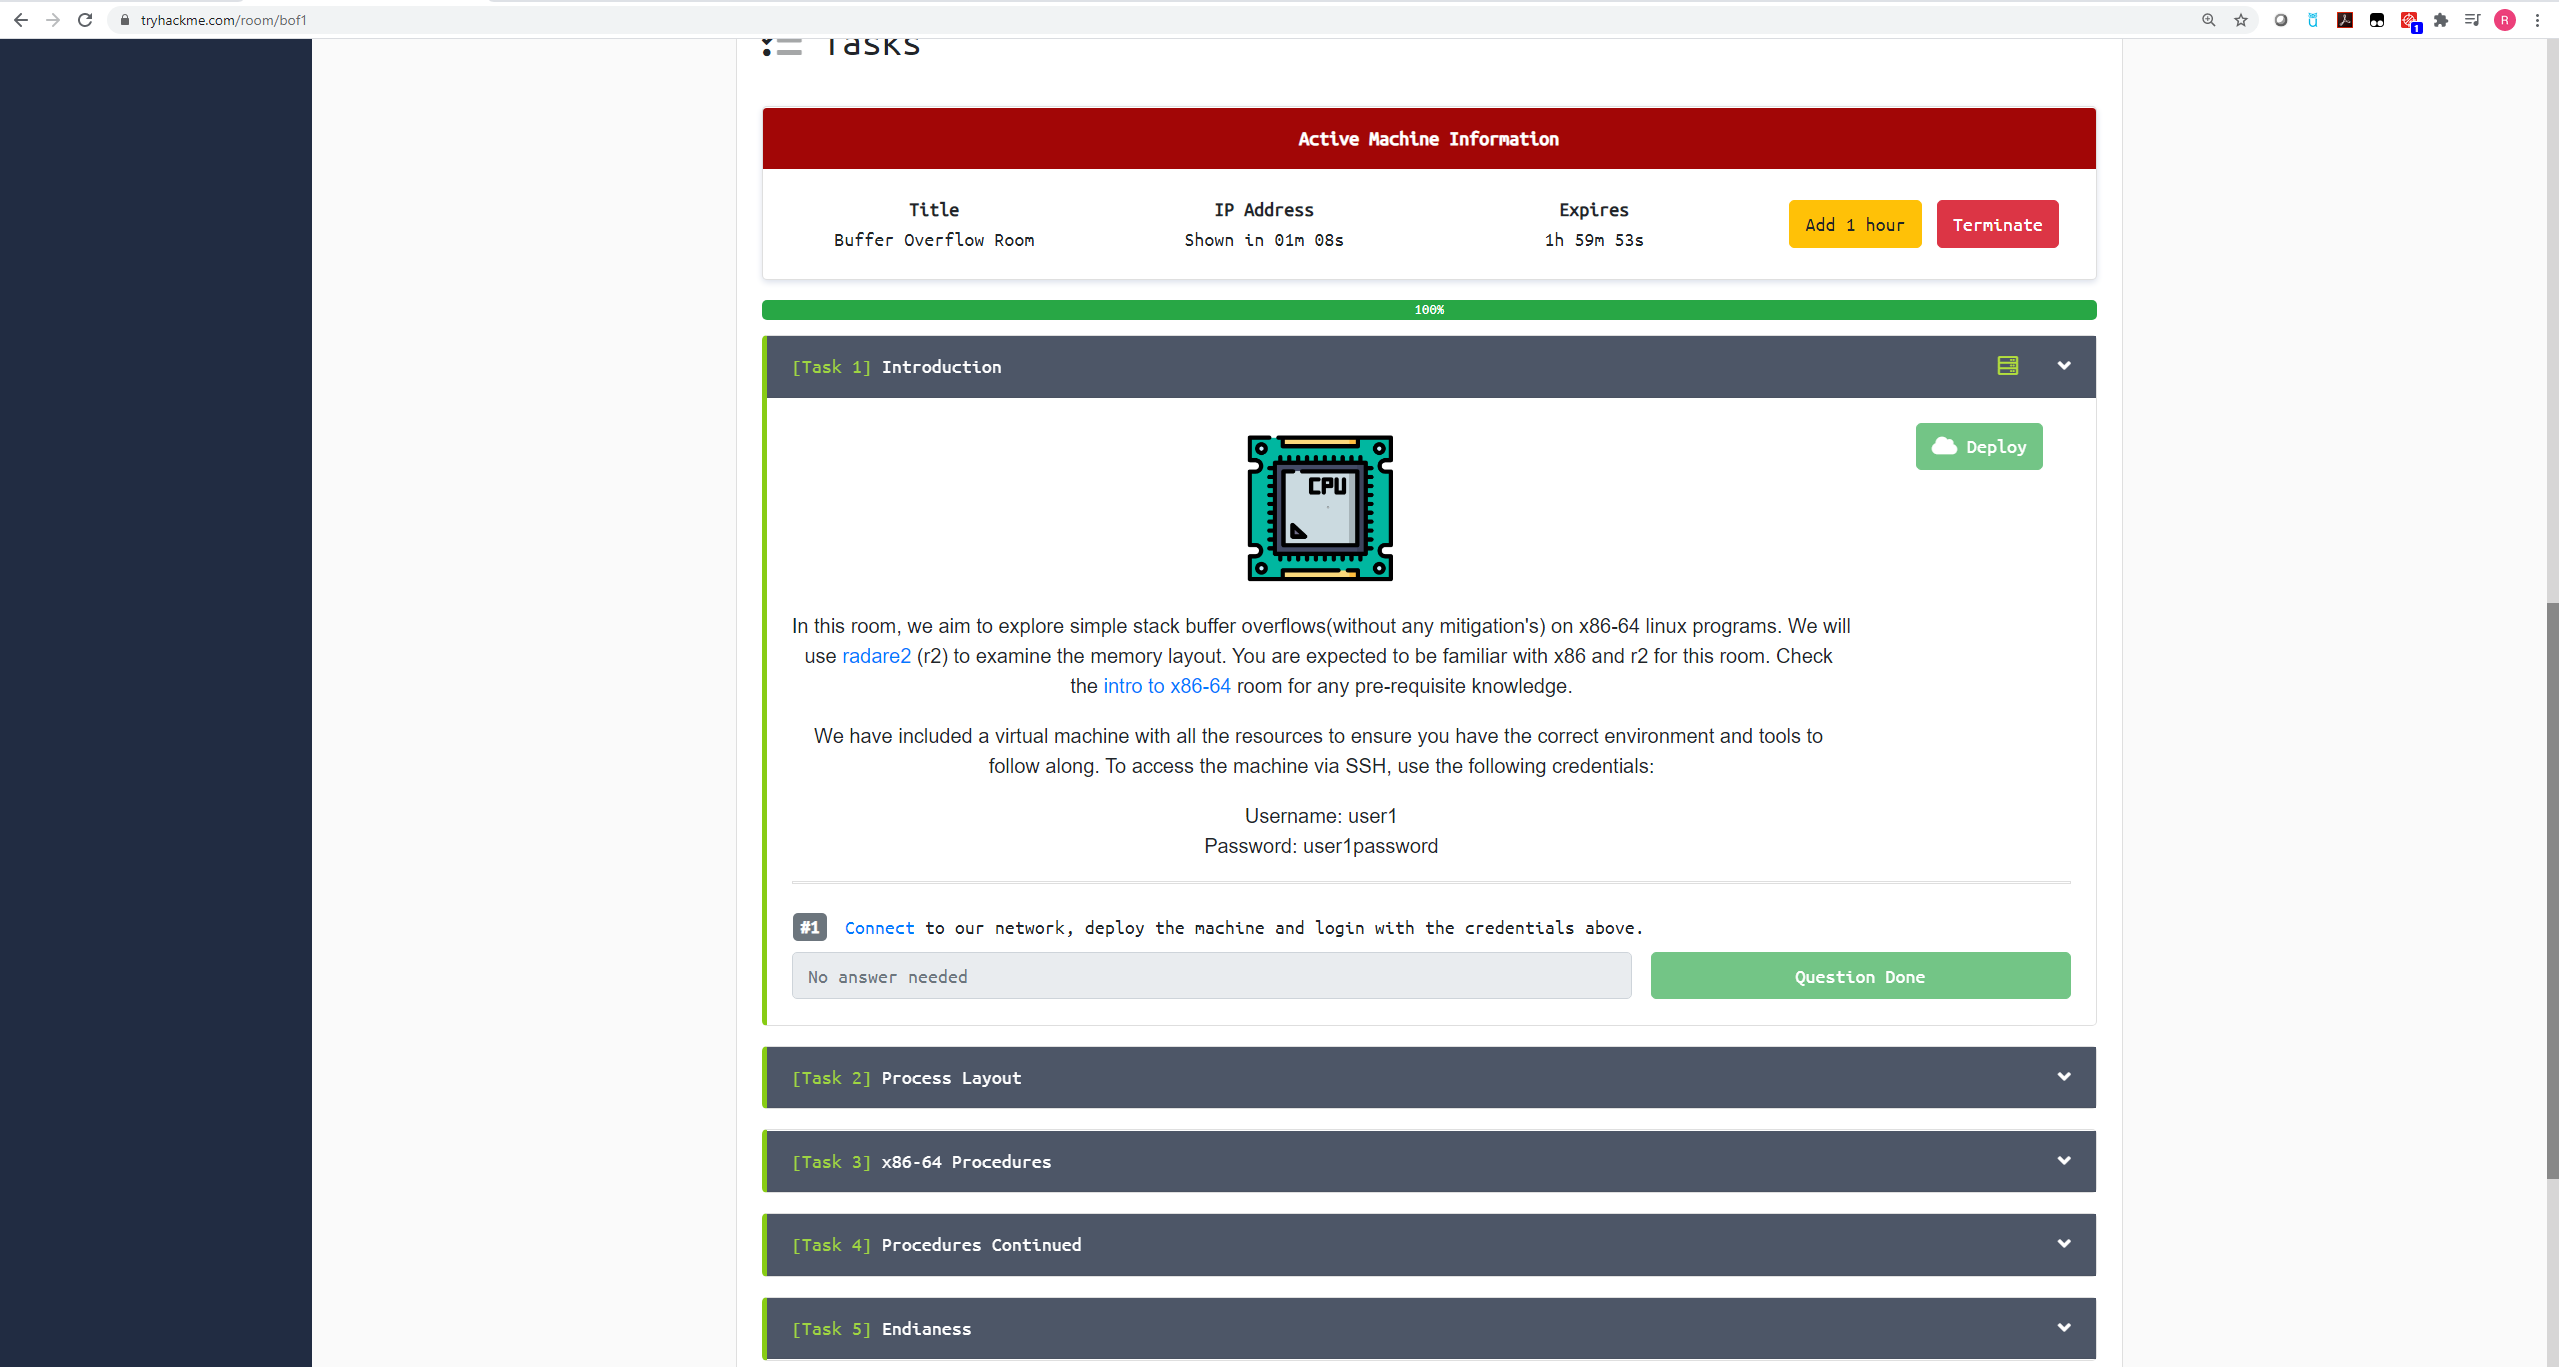 tryhackme.com/room/bof1
1
R
Tasks
Active Machine Information
Title
IP Address
Expires
Buffer Overflow Room
Shown in 01m 08s
1h 59m 53s
Add 1 hour
Terminate
100%
[Task 1] Introduction
Deploy
CPU
In this room, we aim to explore simple stack buffer overflows(without any mitigation's) on x86-64 linux programs. We will
use radare2 (r2) to examine the memory layout. You are expected to be familiar with x86 and r2 for this room. Check
the intro to x86-64 room for any pre-requisite knowledge.
We have included a virtual machine with all the resources to ensure you have the correct environment and tools to
follow along. To access the machine via SSH, use the following credentials:
Username: user1
Password: user1password
#1 Connect to our network, deploy the machine and login with the credentials above.
No answer needed
Question Done
[Task 2] Process Layout
[Task 3] x86-64 Procedures
[Task 4] Procedures Continued
[Task 5] Endianess